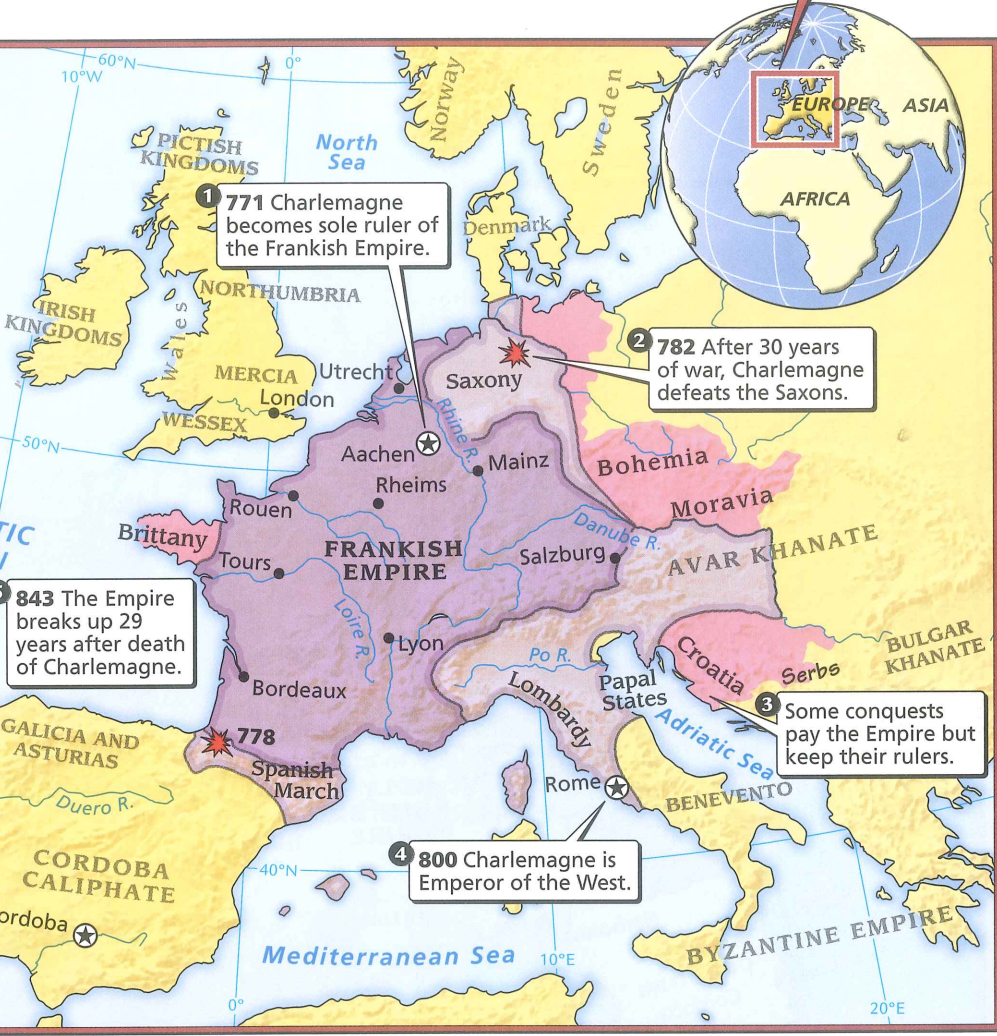 60°N
10°W
0°
Norway
Sweden
EUROPE
ASIA
AFRICA
North
Sea
PICTISH
KINGDOMS
1 771 Charlemagne
becomes sole ruler of
the Frankish Empire.
Denmark
NORTHUMBRIA
IRISH
KINGDOMS
Wales
MERCIA
London
WESSEX
Utrecht
Saxony
2 782 After 30 years
of war, Charlemagne
defeats the Saxons.
50°N
Rhine R.
Aachen
Mainz
Rheims
Rouen
Bohemia
Moravia
Brittany
Tours
FRANKISH
EMPIRE
Danube R.
Salzburg
AVAR KHANATE
TIC
843 The Empire
breaks up 29
years after death
of Charlemagne.
Loire R.
Lyon
Po R.
Croatia
Serbs
BULGAR
KHANATE
Bordeaux
Lombardy
Papal
States
3 Some conquests
pay the Empire but
keep their rulers.
Adriatic Sea
GALICIA AND
ASTURIAS
778
Spanish
March
Duero R.
Rome
BENEVENTO
4 800 Charlemagne is
Emperor of the West.
40°N
CORDOBA
CALIPHATE
ordoba
Mediterranean Sea
BYZANTINE EMPIRE
10°E
0°
20°E